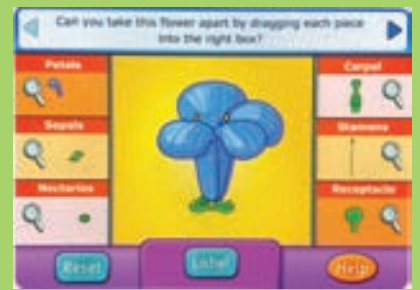 Can you take this flower apart by dragging each piece
into the right box?
Petals
Carpel
Sepals
Stamens
Nectaries
Receptacle
Reset
Label
Help